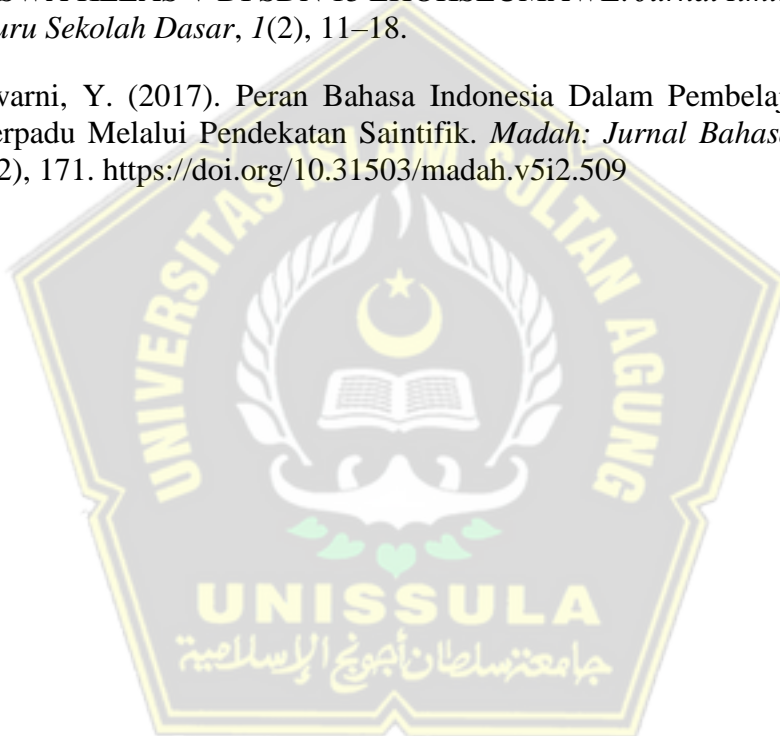 uru Sekolah Dasar, 1(2), 11–18.
varni, Y. (2017). Peran Bahasa Indonesia Dalam Pembelaj
erpadu Melalui Pendekatan Saintifik. Madah: Jurnal Bahasa
2), 171. https://doi.org/10.31503/madah.v5i2.509
UNIVERSITAS ISLAM SULTAN AGUNG
UNISSULA
جامعة سلطان أجونج الإسلامية